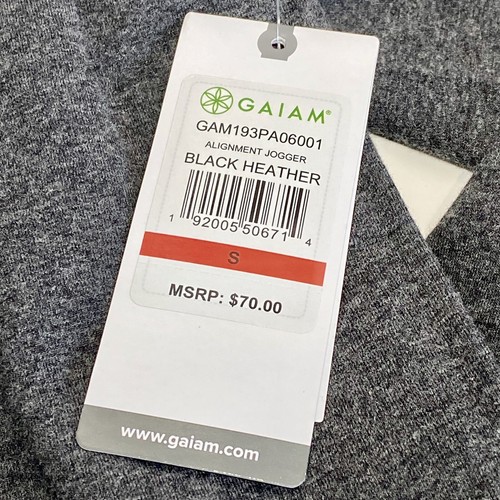 GAIAM®
GAM193PA06001
ALIGNMENT JOGGER
BLACK HEATHER
1 92005 50671 4
S
MSRP: $70.00
www.gaiam.com